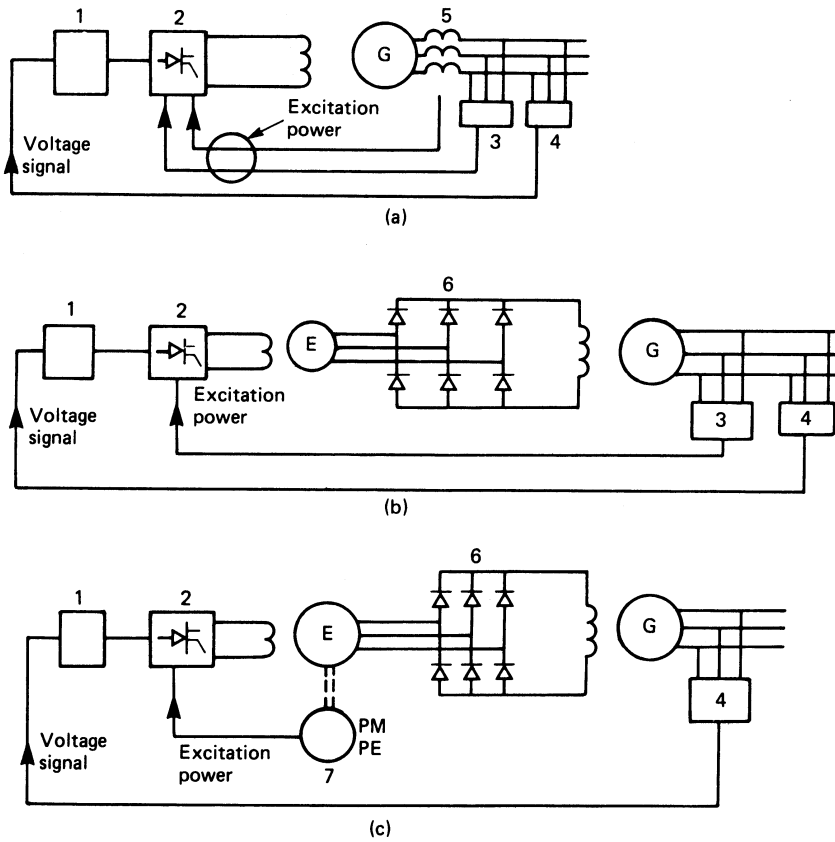 1
2
5
G
Excitation
power
Voltage
signal
3
4
(a)
6
1
2
E
G
Excitation
power
Voltage
signal
3
4
(b)
6
1
2
E
G
4
PM
PE
Voltage
signal
Excitation
power
7
(c)